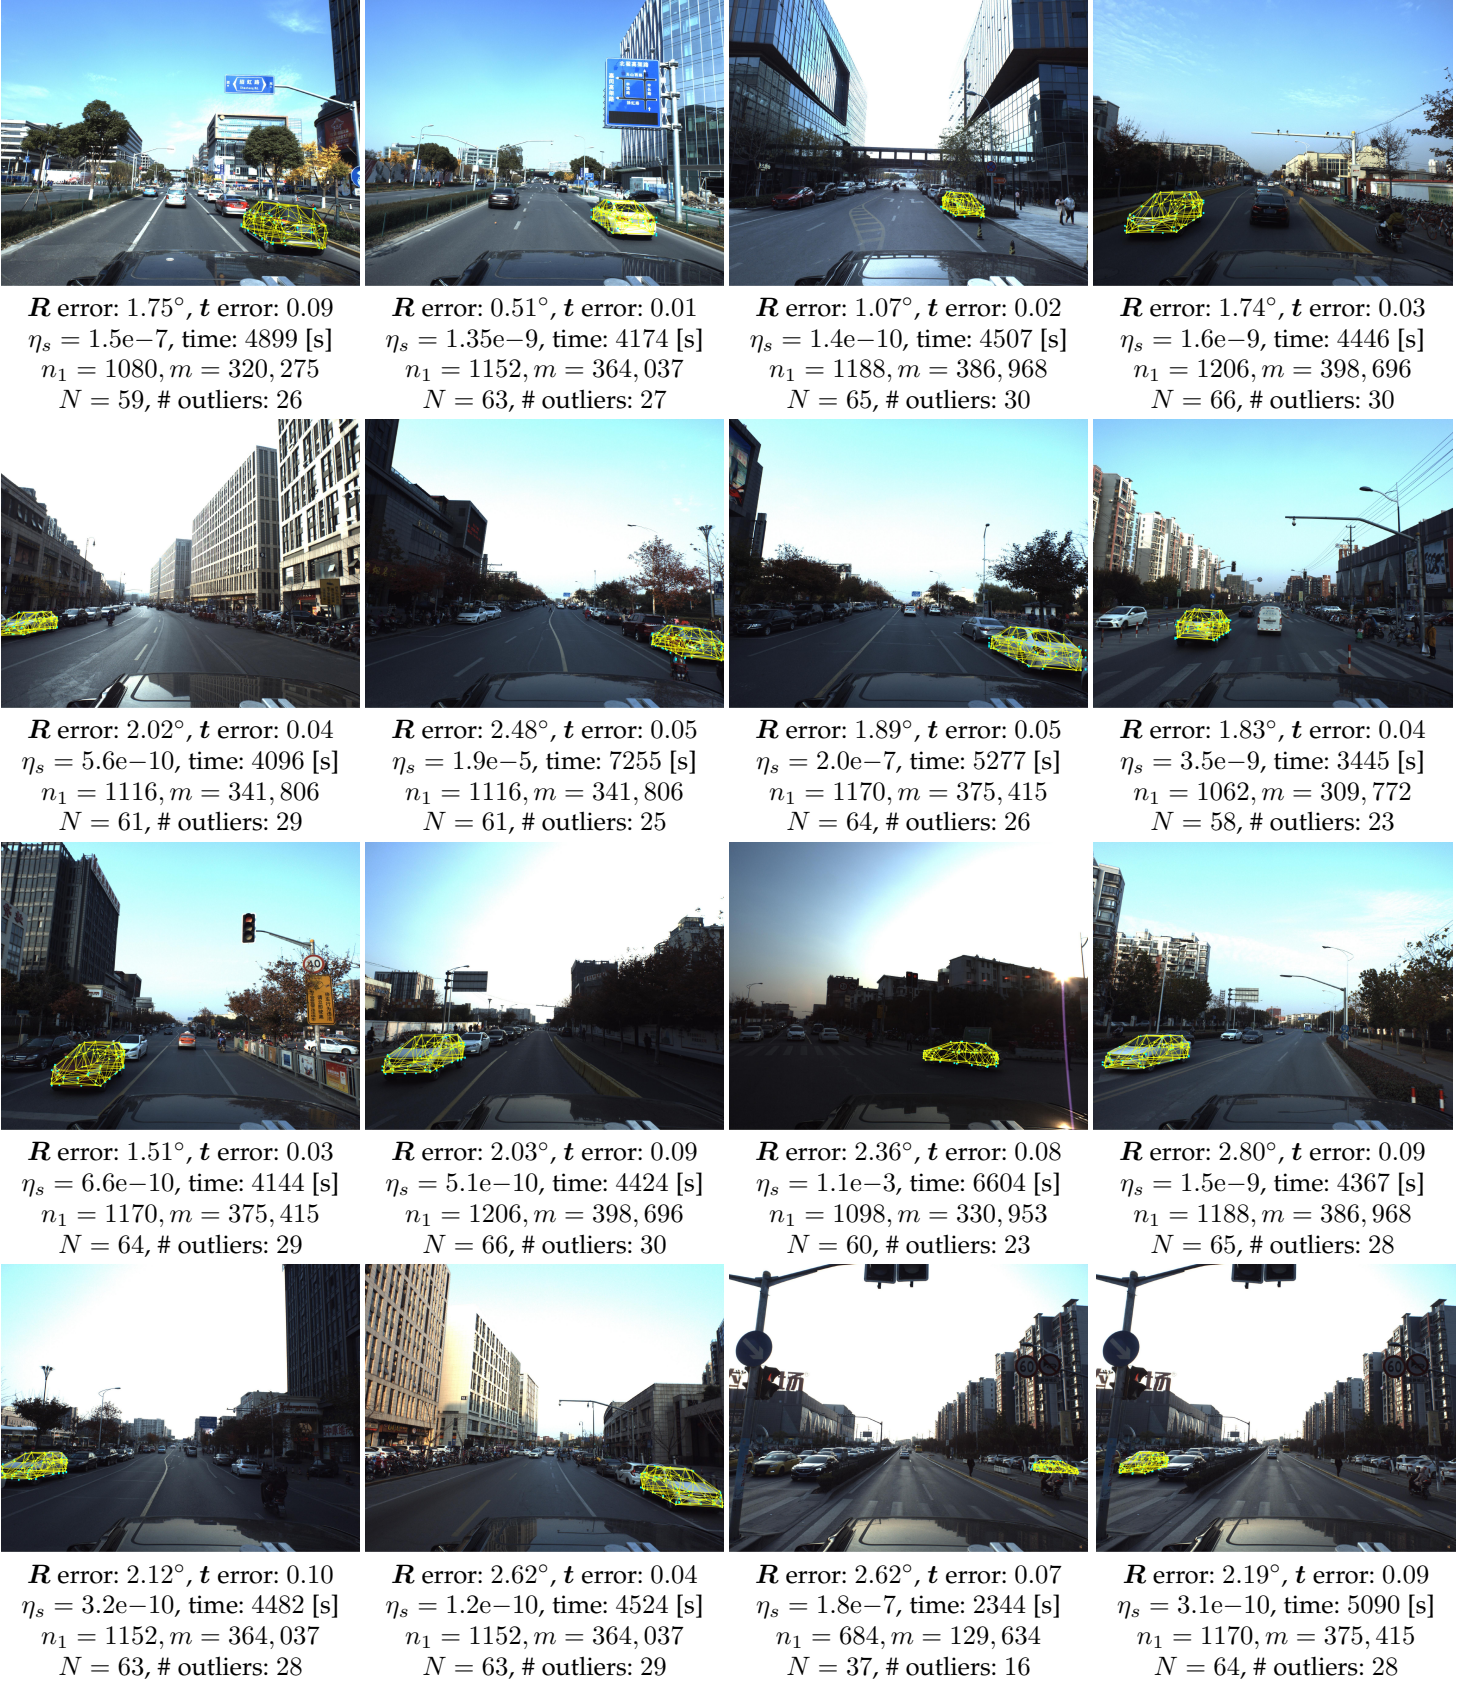 R error: 1.75°, t error: 0.09
ηs = 1.5e−7, time: 4899 [s]
n1 = 1080, m = 320, 275
N = 59, # outliers: 26
R error: 0.51°, t error: 0.01
ηs = 1.35e−9, time: 4174 [s]
n1 = 1152, m = 364, 037
N = 63, # outliers: 27
R error: 1.07°, t error: 0.02
ηs = 1.4e−10, time: 4507 [s]
n1 = 1188, m = 386, 968
N = 65, # outliers: 30
R error: 1.74°, t error: 0.03
ηs = 1.6e−9, time: 4446 [s]
n1 = 1206, m = 398, 696
N = 66, # outliers: 30
R error: 2.02°, t error: 0.04
ηs = 5.6e−10, time: 4096 [s]
n1 = 1116, m = 341, 806
N = 61, # outliers: 29
R error: 2.48°, t error: 0.05
ηs = 1.9e−5, time: 7255 [s]
n1 = 1116, m = 341, 806
N = 61, # outliers: 25
R error: 1.89°, t error: 0.05
ηs = 2.0e−7, time: 5277 [s]
n1 = 1170, m = 375, 415
N = 64, # outliers: 26
R error: 1.83°, t error: 0.04
ηs = 3.5e−9, time: 3445 [s]
n1 = 1062, m = 309, 772
N = 58, # outliers: 23
40
R error: 1.51°, t error: 0.03
ηs = 6.6e−10, time: 4144 [s]
n1 = 1170, m = 375, 415
N = 64, # outliers: 29
R error: 2.03°, t error: 0.09
ηs = 5.1e−10, time: 4424 [s]
n1 = 1206, m = 398, 696
N = 66, # outliers: 30
R error: 2.36°, t error: 0.08
ηs = 1.1e−3, time: 6604 [s]
n1 = 1098, m = 330, 953
N = 60, # outliers: 23
R error: 2.80°, t error: 0.09
ηs = 1.5e−9, time: 4367 [s]
n1 = 1188, m = 386, 968
N = 65, # outliers: 28
60
60
R error: 2.12°, t error: 0.10
ηs = 3.2e−10, time: 4482 [s]
n1 = 1152, m = 364, 037
N = 63, # outliers: 28
R error: 2.62°, t error: 0.04
ηs = 1.2e−10, time: 4524 [s]
n1 = 1152, m = 364, 037
N = 63, # outliers: 29
R error: 2.62°, t error: 0.07
ηs = 1.8e−7, time: 2344 [s]
n1 = 684, m = 129, 634
N = 37, # outliers: 16
R error: 2.19°, t error: 0.09
ηs = 3.1e−10, time: 5090 [s]
n1 = 1170, m = 375, 415
N = 64, # outliers: 28